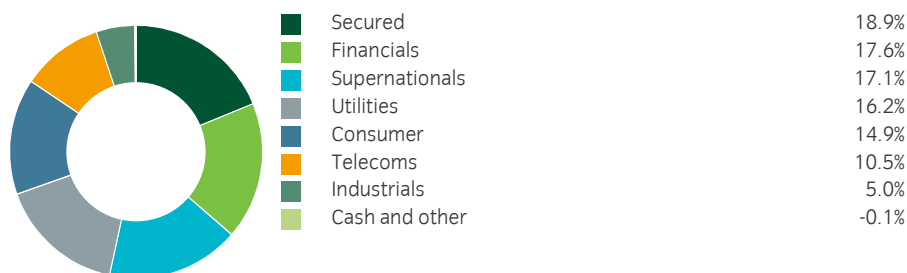 Secured 18.9%
Financials 17.6%
Supernationals 17.1%
Utilities 16.2%
Consumer 14.9%
Telecoms 10.5%
Industrials 5.0%
Cash and other -0.1%